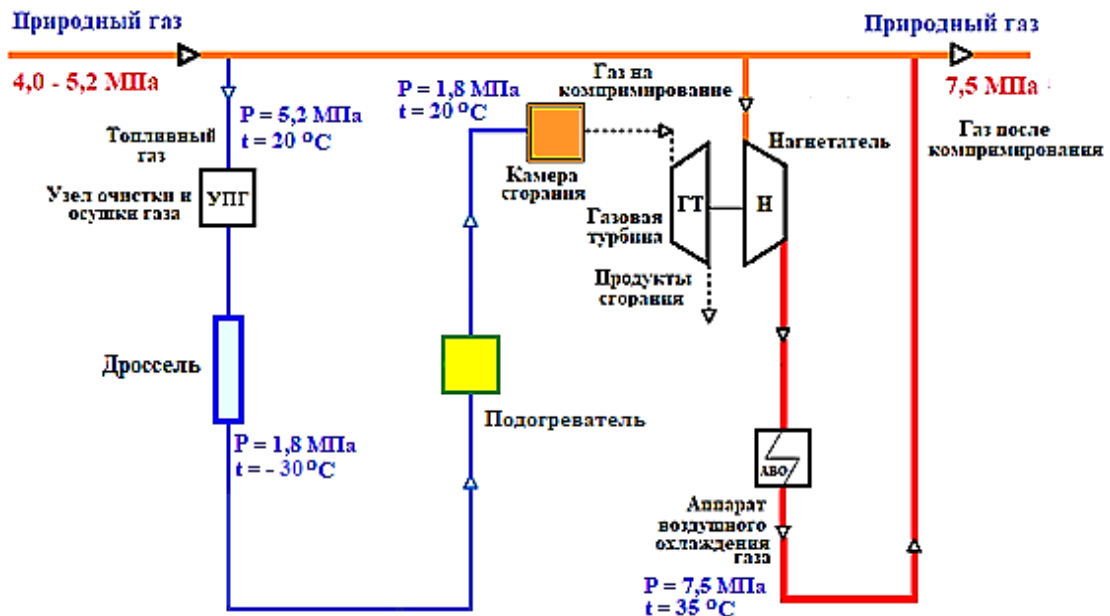 Природный газ
Природный газ
4,0 - 5,2 МПа
7,5 МПа
P = 5,2 МПа
t = 20 °C
Топливный
газ
Узел очистки и
осушки газа
УПГ
Дроссель
P = 1,8 МПа
t = - 30 °C
Подогреватель
P = 1,8 МПа
t = 20 °C
Камера
сгорания
Газ на
компримирование
Газовая
турбина
ГТ
Продукты
сгорания
Нагнетатель
Н
Газ после
компримирования
АВО
Аппарат
воздушного
охлаждения
газа
P = 7,5 МПа
t = 35 °C